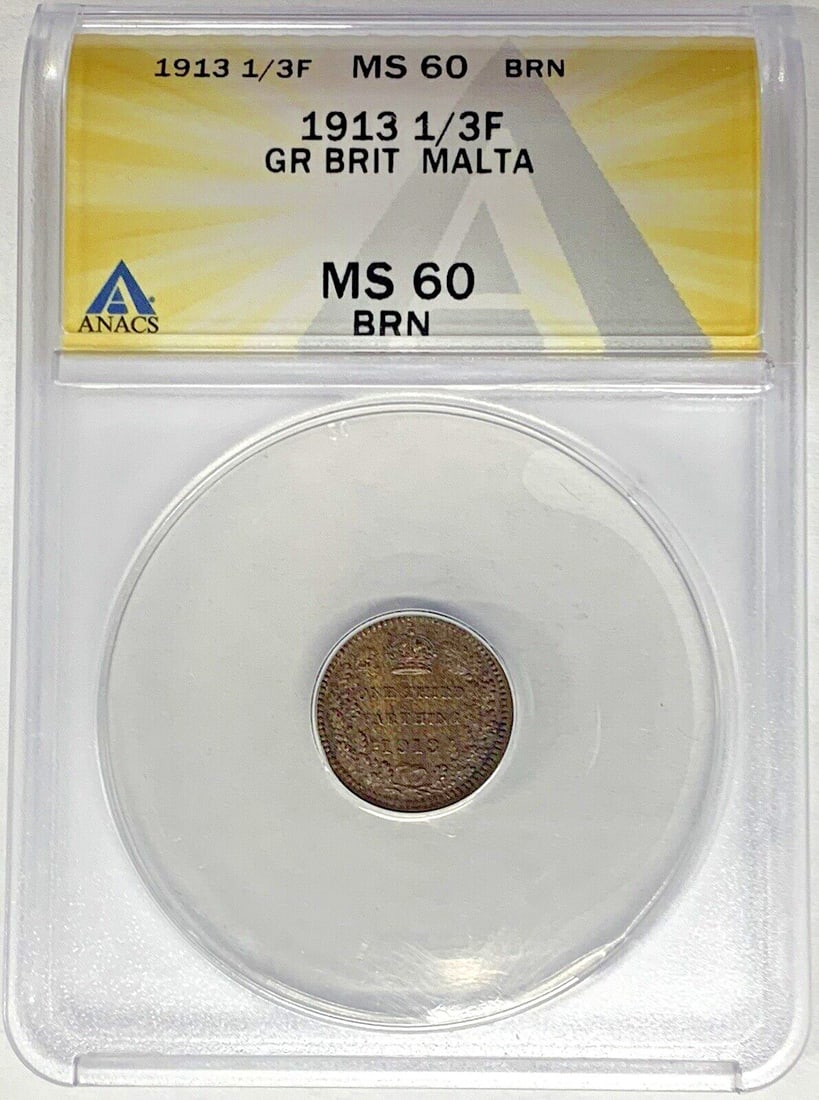 1913 1/3F MS 60 BRN
1913 1/3F
GR BRIT MALTA
MS 60
BRN
ANACS
ONE THIRD
FARTHING
1913